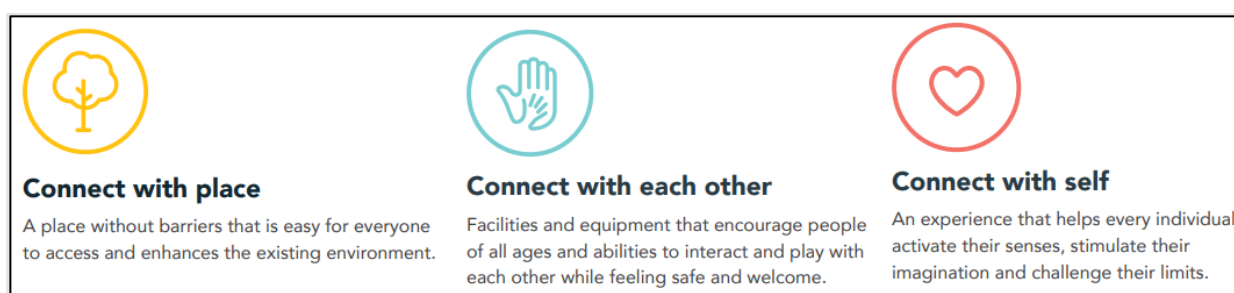 Connect with place
A place without barriers that is easy for everyone
to access and enhances the existing environment.
Connect with each other
Facilities and equipment that encourage people
of all ages and abilities to interact and play with
each other while feeling safe and welcome.
Connect with self
An experience that helps every individual
activate their senses, stimulate their
imagination and challenge their limits.